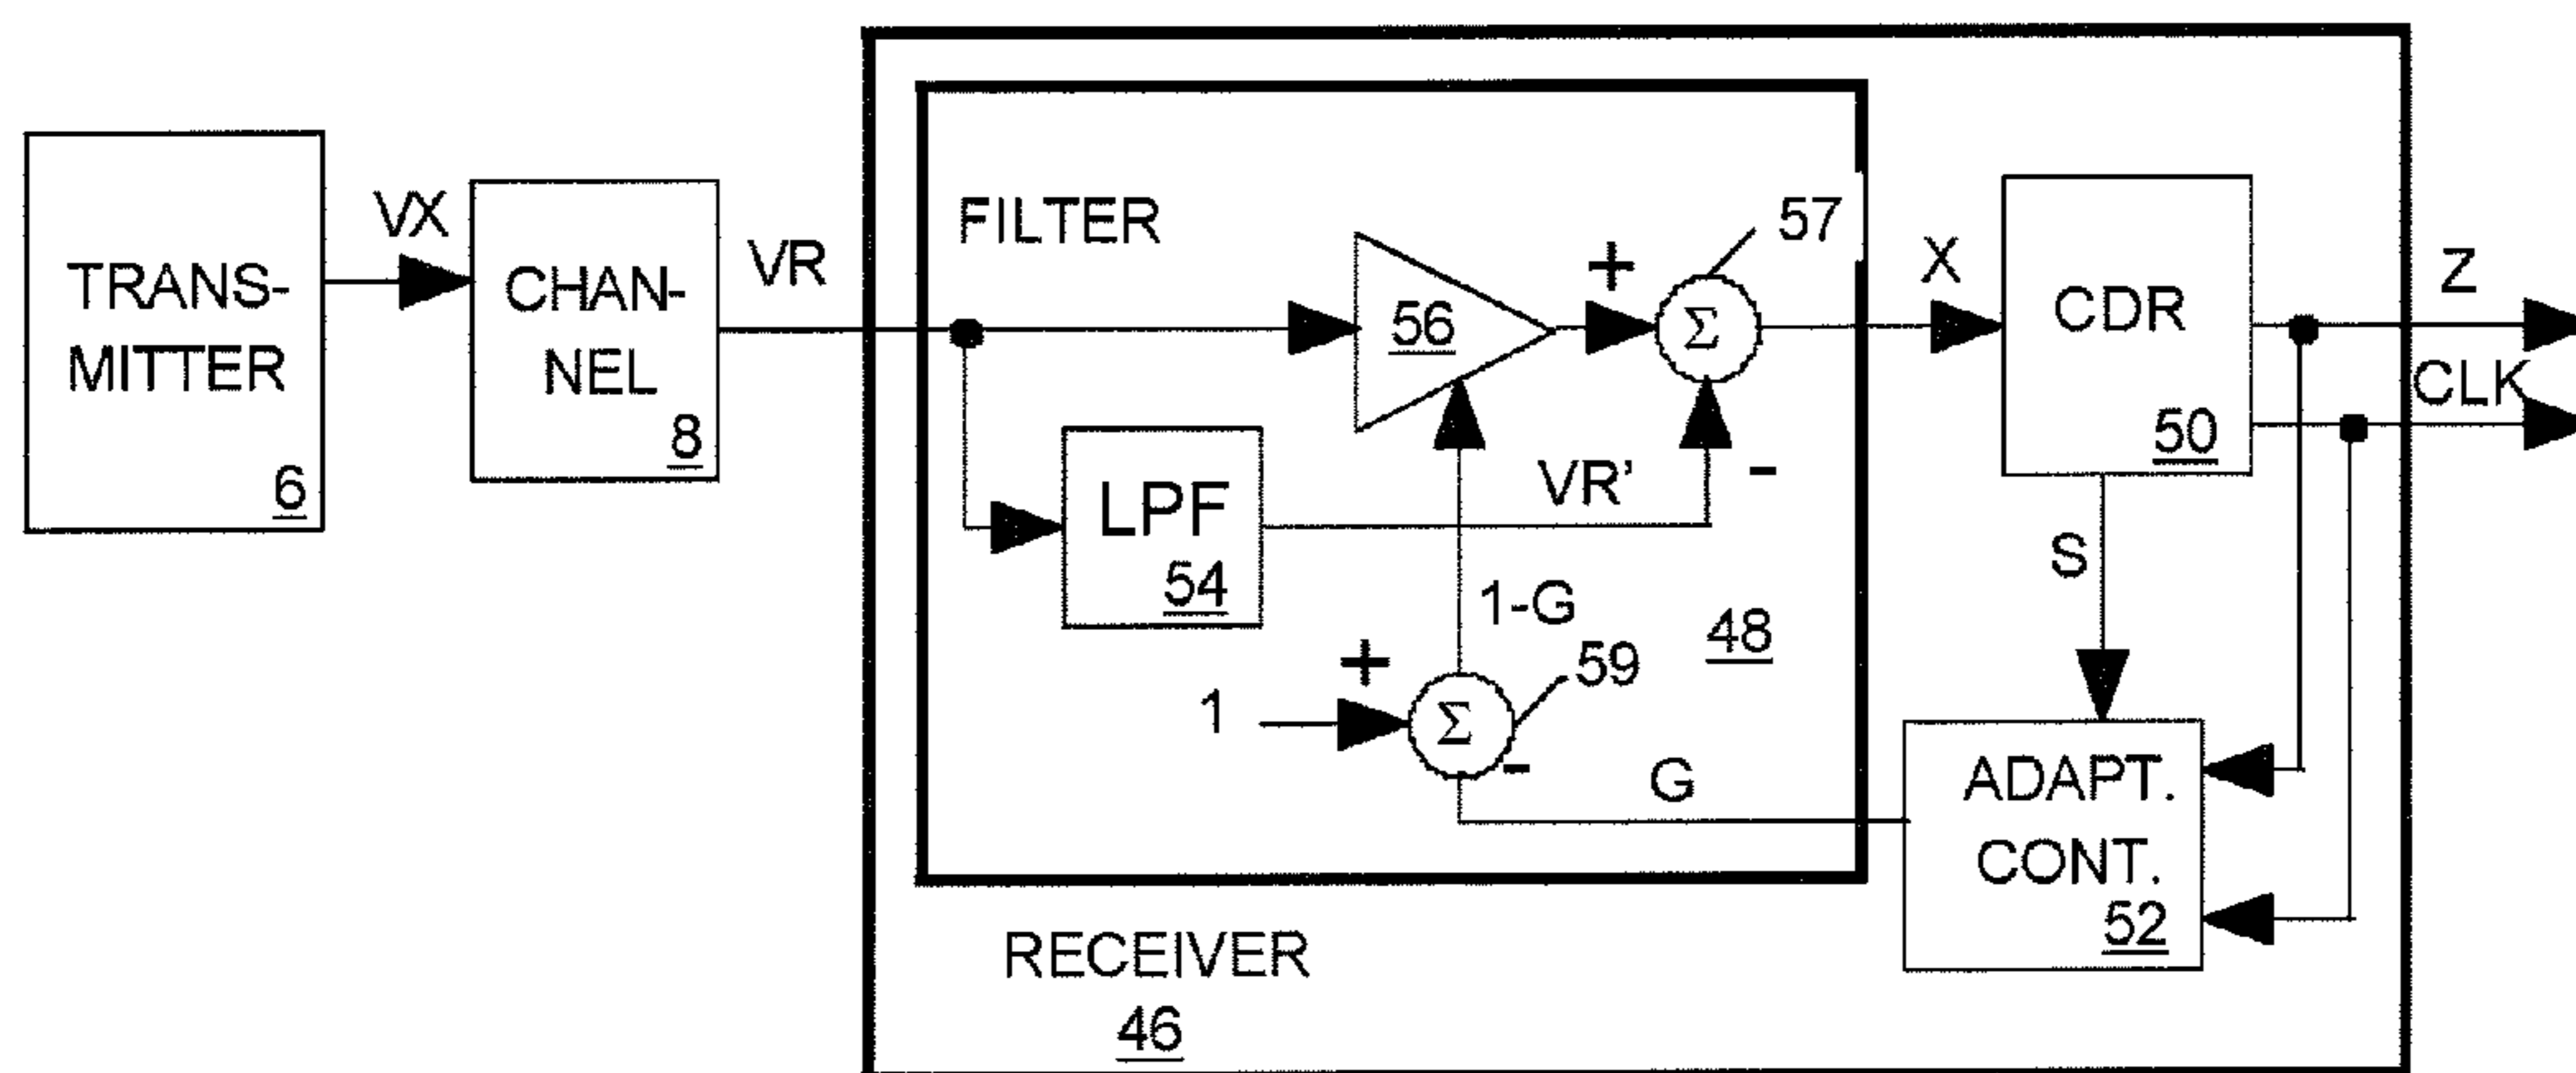 TRANS-
MITTER
6
VX
CHAN-
NEL
8
VR
FILTER
56
+
Σ
57
-
LPF
54
VR’
1-G
48
1
+
Σ
-
59
G
X
CDR
50
Z
CLK
S
ADAPT.
CONT.
52
RECEIVER
46